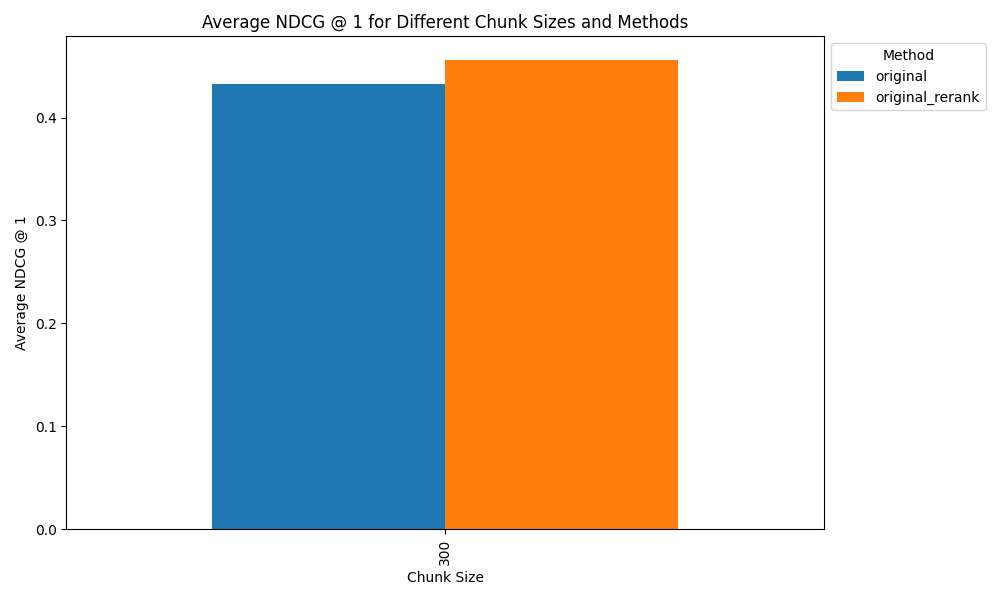 Average NDCG @ 1 for Different Chunk Sizes and Methods
Method
original
original_rerank
Average NDCG @ 1
0.4
0.3
0.2
0.1
0.0
300
Chunk Size